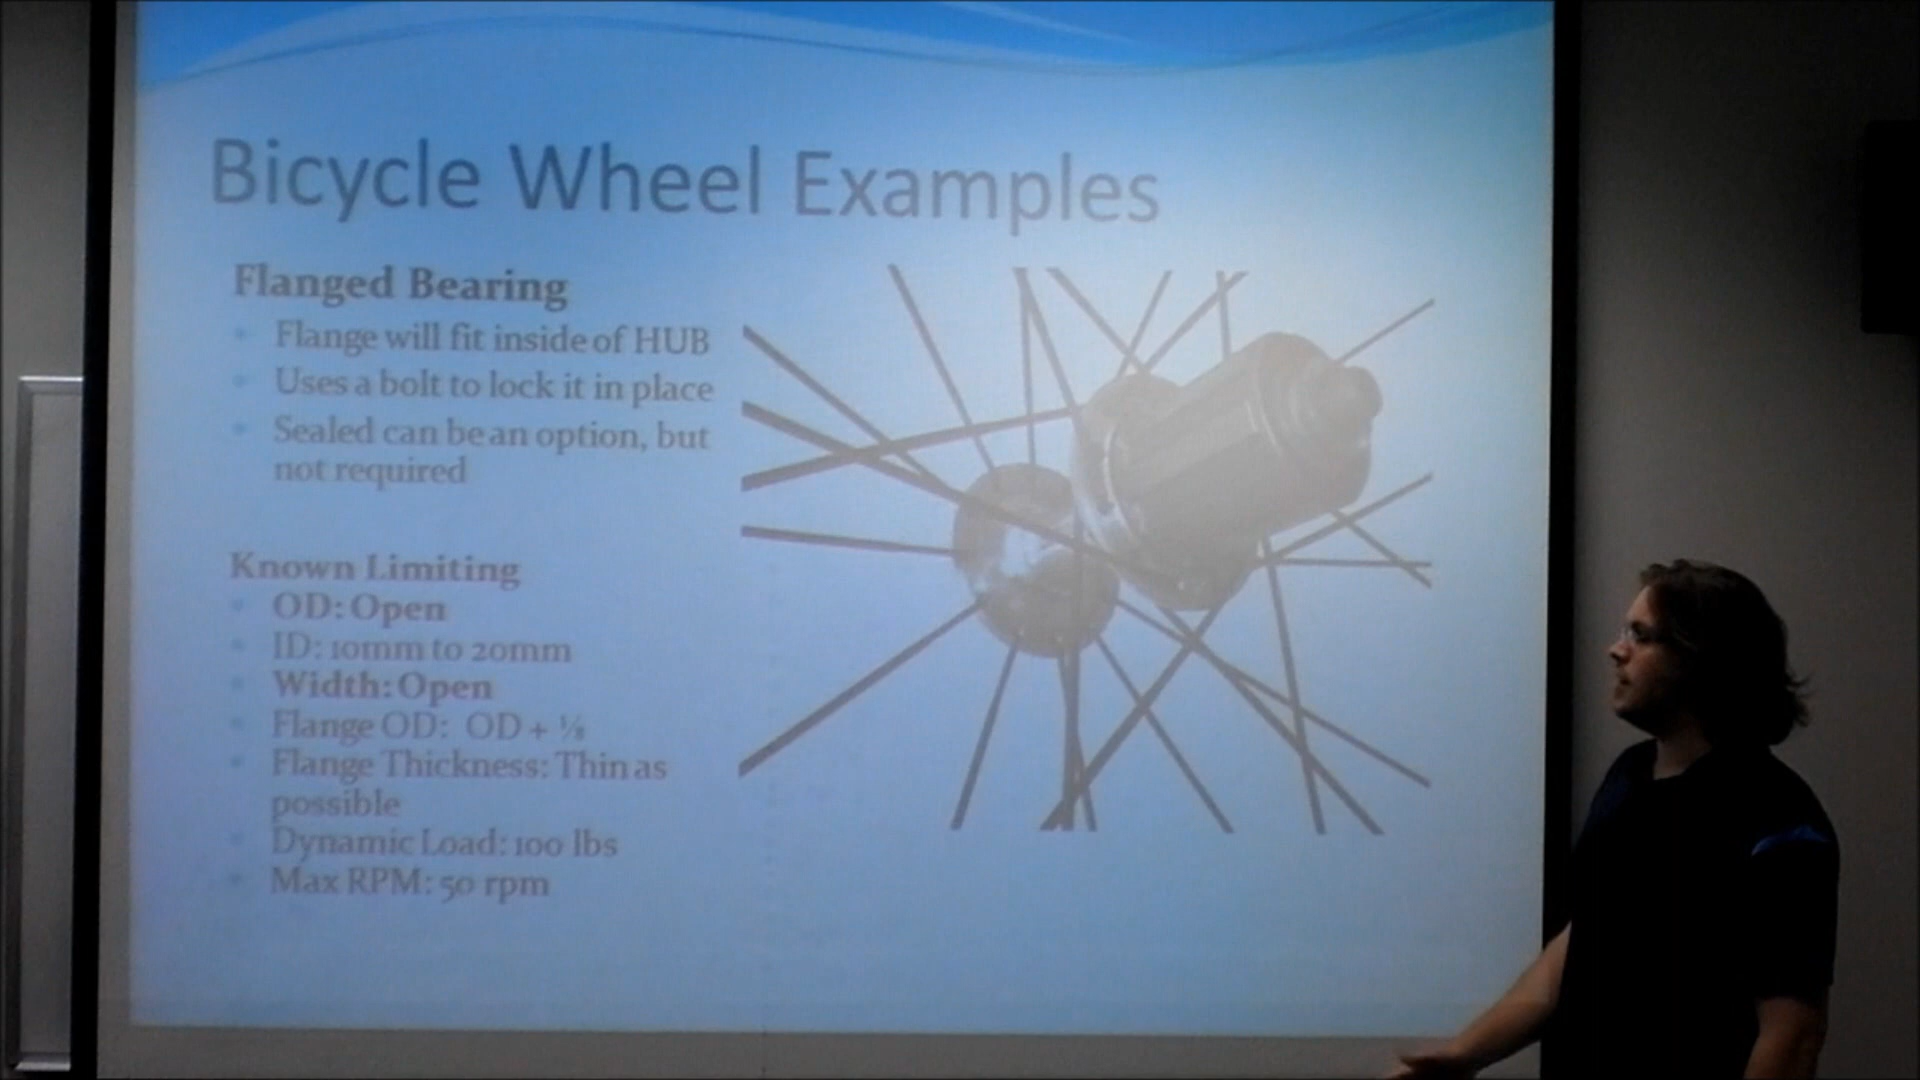 Bicycle Wheel Examples
Flanged Bearing
Flange will fit inside of HUB
Uses a bolt to lock it in place
Sealed can be an option, but
not required
Known Limiting
OD: Open
ID: 10mm to 20mm
Width: Open
Flange OD: OD + ⅛
Flange Thickness: Thin as
possible
Dynamic Load: 100 lbs
Max RPM: 50 rpm